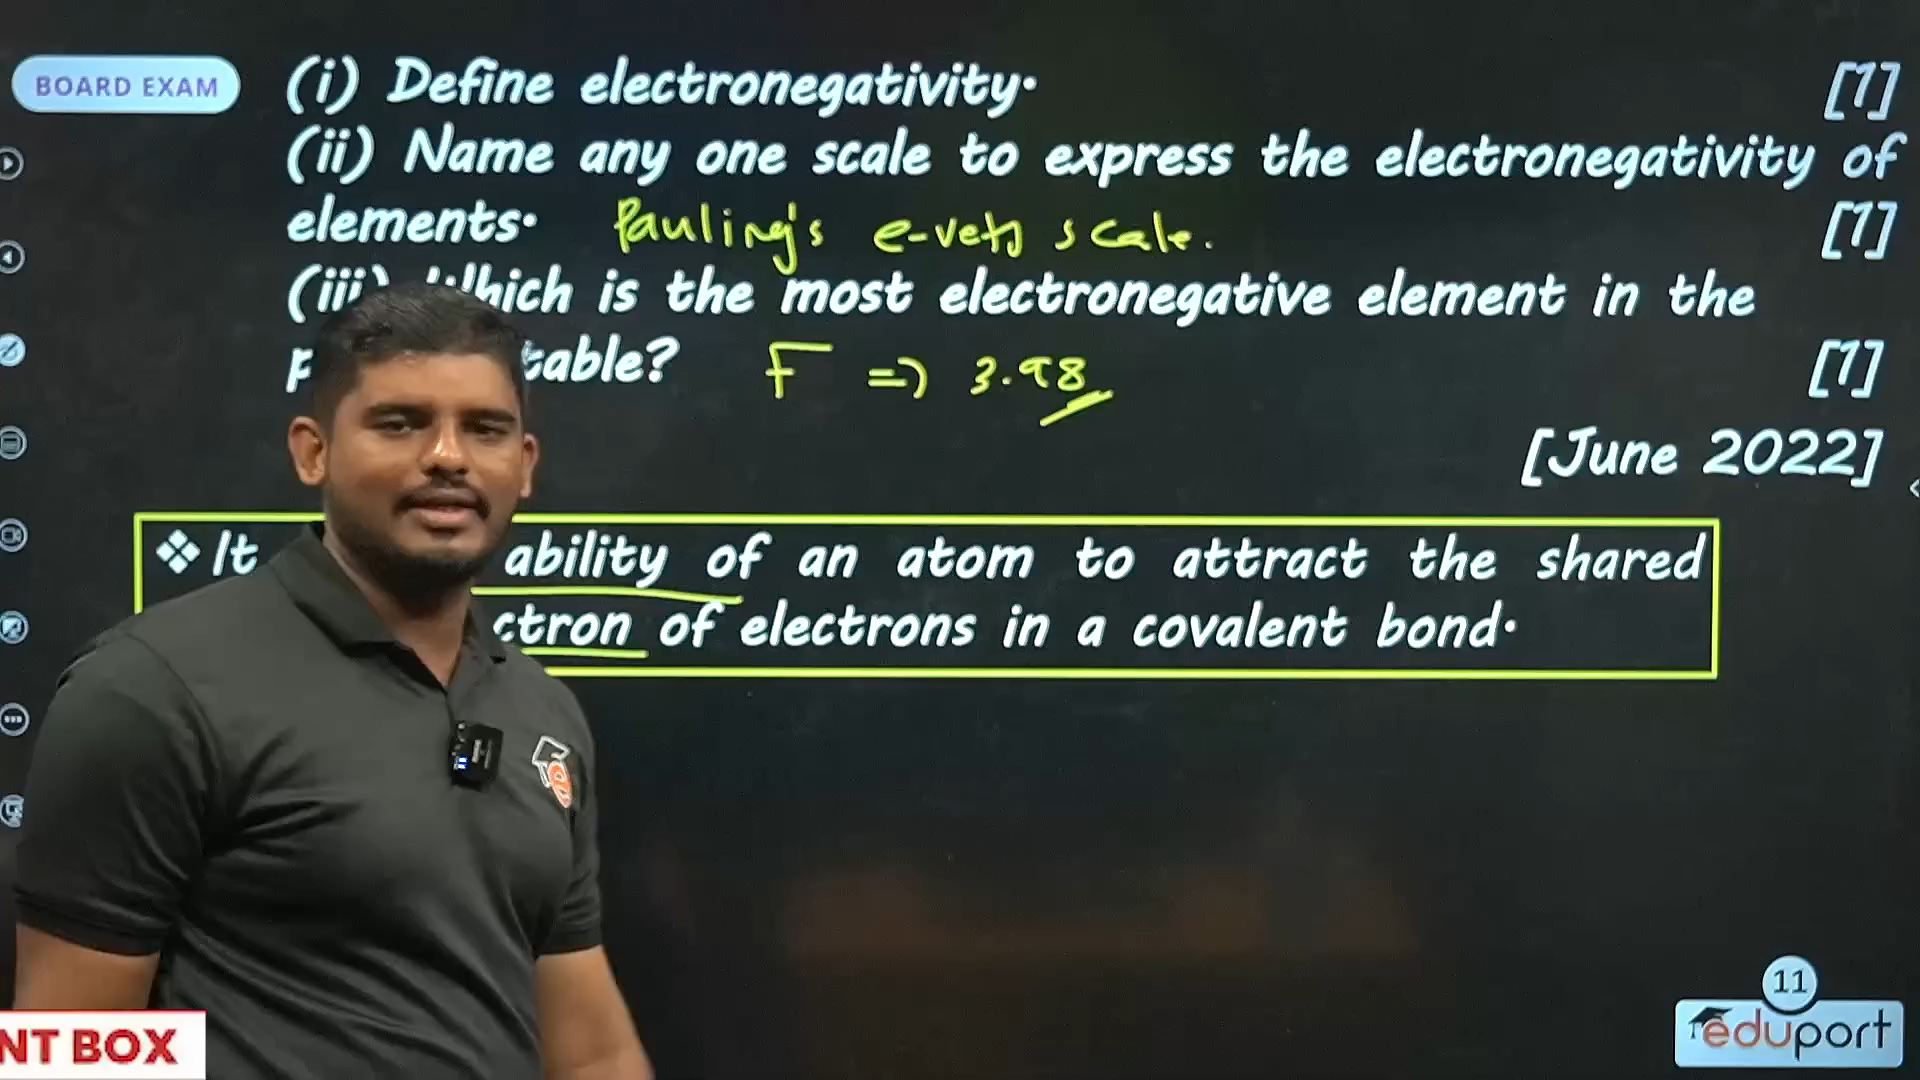 BOARD EXAM
(i) Define electronegativity. [1]
(ii) Name any one scale to express the electronegativity of
elements. Pauling's e-vety scale. [1]
(iii) Which is the most electronegative element in the
table? F => 3.98 [1]
[June 2022]
❖ It ability of an atom to attract the shared
ctron of electrons in a covalent bond.
11
eduport
NT BOX